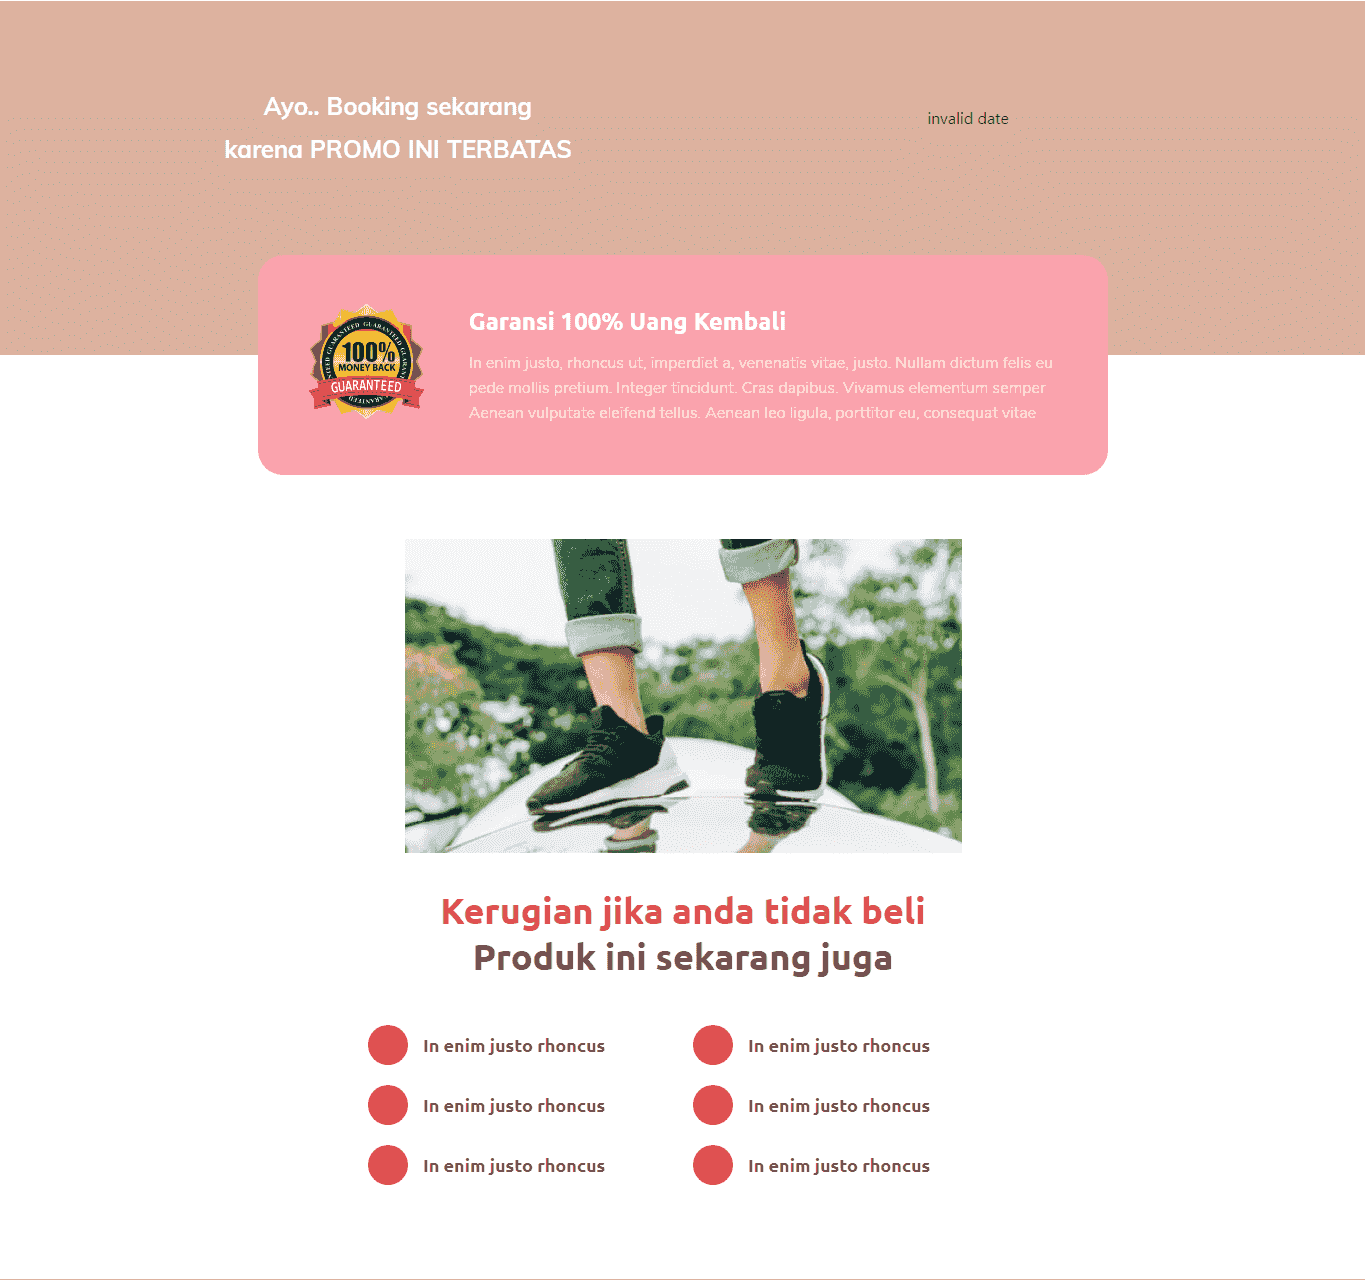 Ayo.. Booking sekarang
karena PROMO INI TERBATAS
invalid date
GUARANTEED GUARANTEED GUARANTEED
100%
MONEY BACK
GUARANTEED
Garansi 100% Uang Kembali
In enim justo, rhoncus ut, imperdiet a, venenatis vitae, justo. Nullam dictum felis eu
pede mollis pretium. Integer tincidunt. Cras dapibus. Vivamus elementum semper
Aenean vulputate eleifend tellus. Aenean leo ligula, porttitor eu, consequat vitae
Kerugian jika anda tidak beli
Produk ini sekarang juga
In enim justo rhoncus
In enim justo rhoncus
In enim justo rhoncus
In enim justo rhoncus
In enim justo rhoncus
In enim justo rhoncus